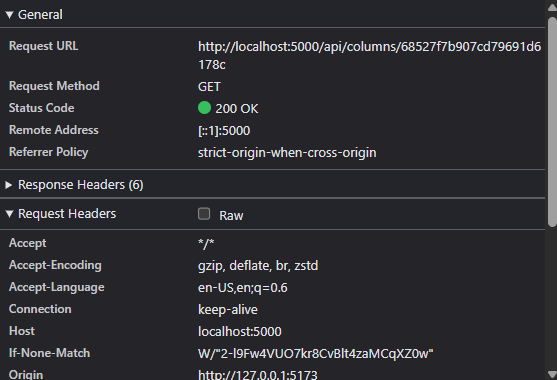 General
Request URL http://localhost:5000/api/columns/68527f7b907cd79691d6
178c
Request Method GET
Status Code 200 OK
Remote Address [::1]:5000
Referrer Policy strict-origin-when-cross-origin
Response Headers (6)
Request Headers Raw
Accept */*
Accept-Encoding gzip, deflate, br, zstd
Accept-Language en-US,en;q=0.6
Connection keep-alive
Host localhost:5000
If-None-Match W/"2-l9Fw4VUO7kr8CvBlt4zaMCqXZ0w"
Origin http://127.0.0.1:5173